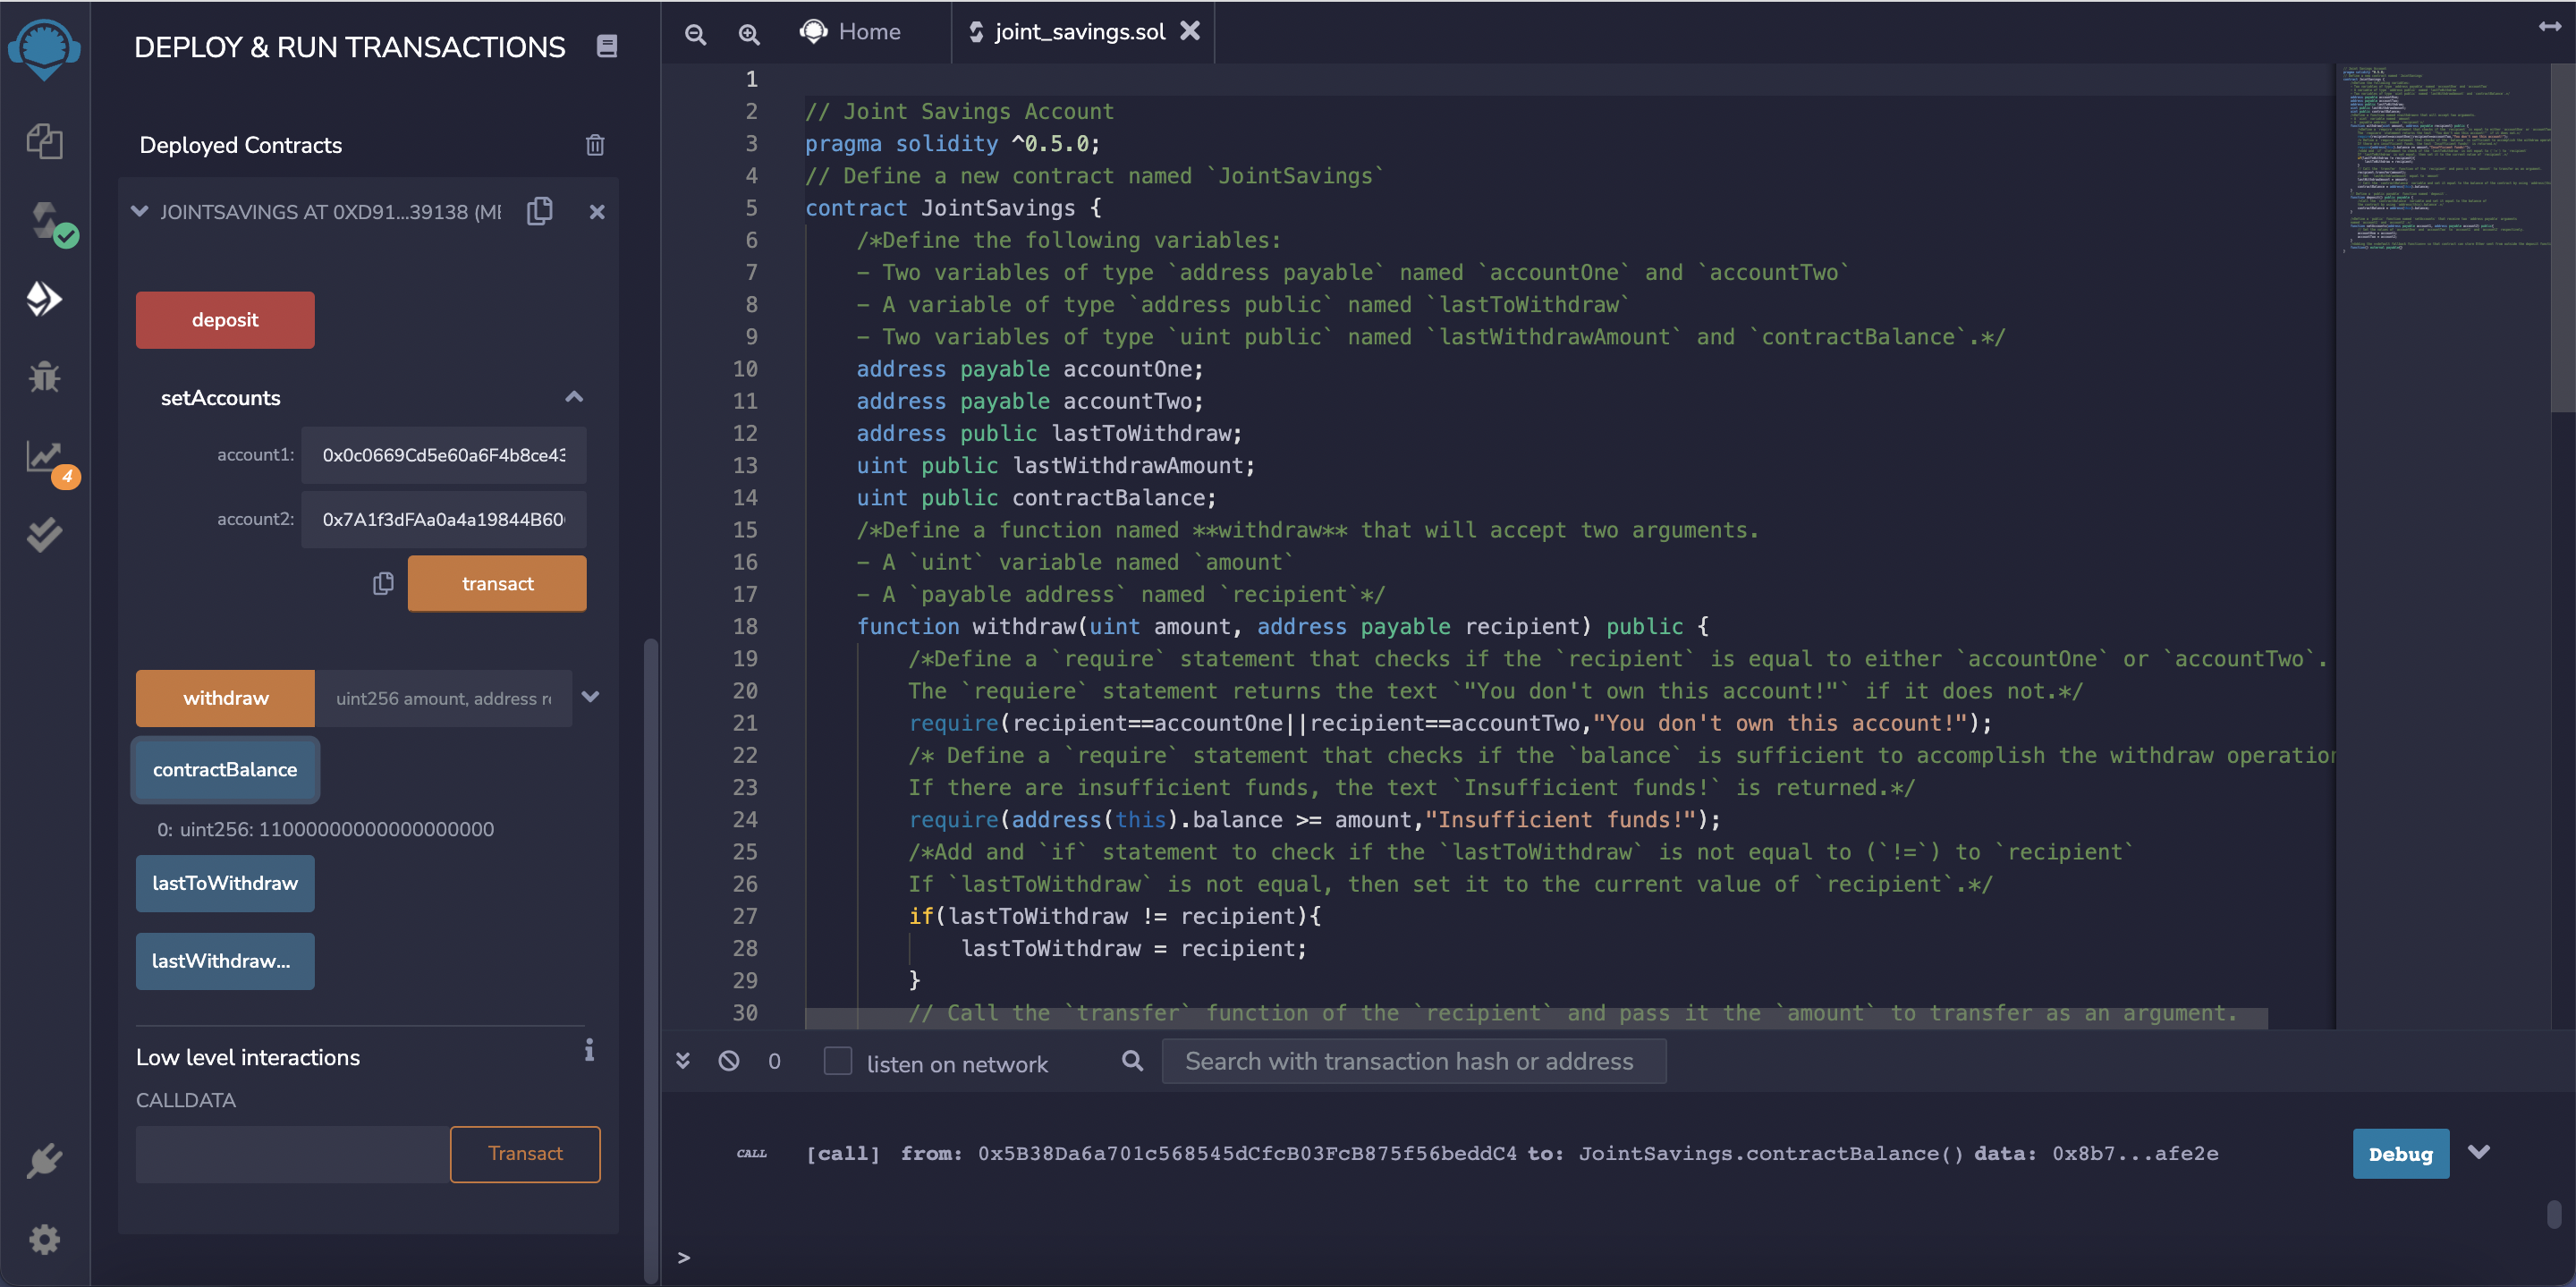 DEPLOY & RUN TRANSACTIONS
Deployed Contracts
JOINTSAVINGS AT 0XD91...39138 (ME
deposit
setAccounts
account1: 0x0c0669Cd5e60a6F4b8ce43
account2: 0x7A1f3dFAa0a4a19844B60
transact
withdraw uint256 amount, address re
contractBalance
0: uint256: 11000000000000000000
lastToWithdraw
lastWithdraw...
Low level interactions
CALLDATA
Transact
4
Home
joint_savings.sol
1
2 // Joint Savings Account
3 pragma solidity ^0.5.0;
4 // Define a new contract named `JointSavings`
5 contract JointSavings {
6 /*Define the following variables:
7 - Two variables of type `address payable` named `accountOne` and `accountTwo`
8 - A variable of type `address public` named `lastToWithdraw`
9 - Two variables of type `uint public` named `lastWithdrawAmount` and `contractBalance`.*/
10 address payable accountOne;
11 address payable accountTwo;
12 address public lastToWithdraw;
13 uint public lastWithdrawAmount;
14 uint public contractBalance;
15 /*Define a function named **withdraw** that will accept two arguments.
16 - A `uint` variable named `amount`
17 - A `payable address` named `recipient`*/
18 function withdraw(uint amount, address payable recipient) public {
19 /*Define a `require` statement that checks if the `recipient` is equal to either `accountOne` or `accountTwo`.
20 The `requiere` statement returns the text `"You don't own this account!"` if it does not.*/
21 require(recipient==accountOne||recipient==accountTwo,"You don't own this account!");
22 /* Define a `require` statement that checks if the `balance` is sufficient to accomplish the withdraw operation
23 If there are insufficient funds, the text `Insufficient funds!` is returned.*/
24 require(address(this).balance >= amount,"Insufficient funds!");
25 /*Add and `if` statement to check if the `lastToWithdraw` is not equal to (`!=`) to `recipient`
26 If `lastToWithdraw` is not equal, then set it to the current value of `recipient`.*/
27 if(lastToWithdraw != recipient){
28 lastToWithdraw = recipient;
29 }
30 // Call the `transfer` function of the `recipient` and pass it the `amount` to transfer as an argument.
0 listen on network Search with transaction hash or address
CALL [call] from: 0x5B38Da6a701c568545dCfcB03FcB875f56beddC4 to: JointSavings.contractBalance() data: 0x8b7...afe2e
Debug
>